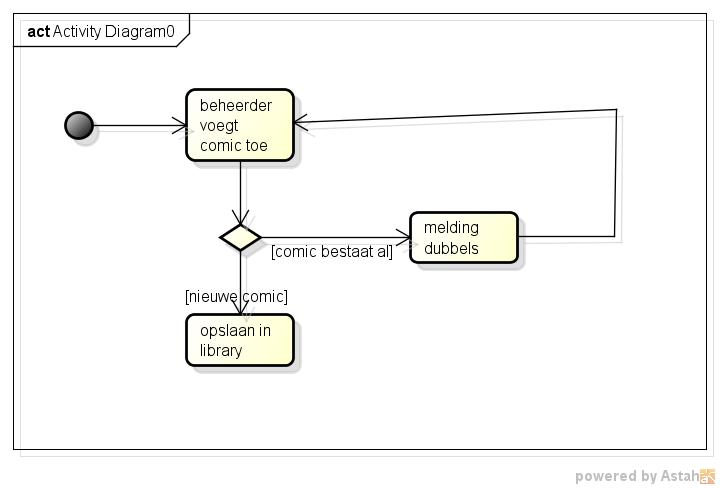 act Activity Diagram0
beheerder
voegt
comic toe
melding
dubbels
[comic bestaat al]
[nieuwe comic]
opslaan in
library
powered by Astah